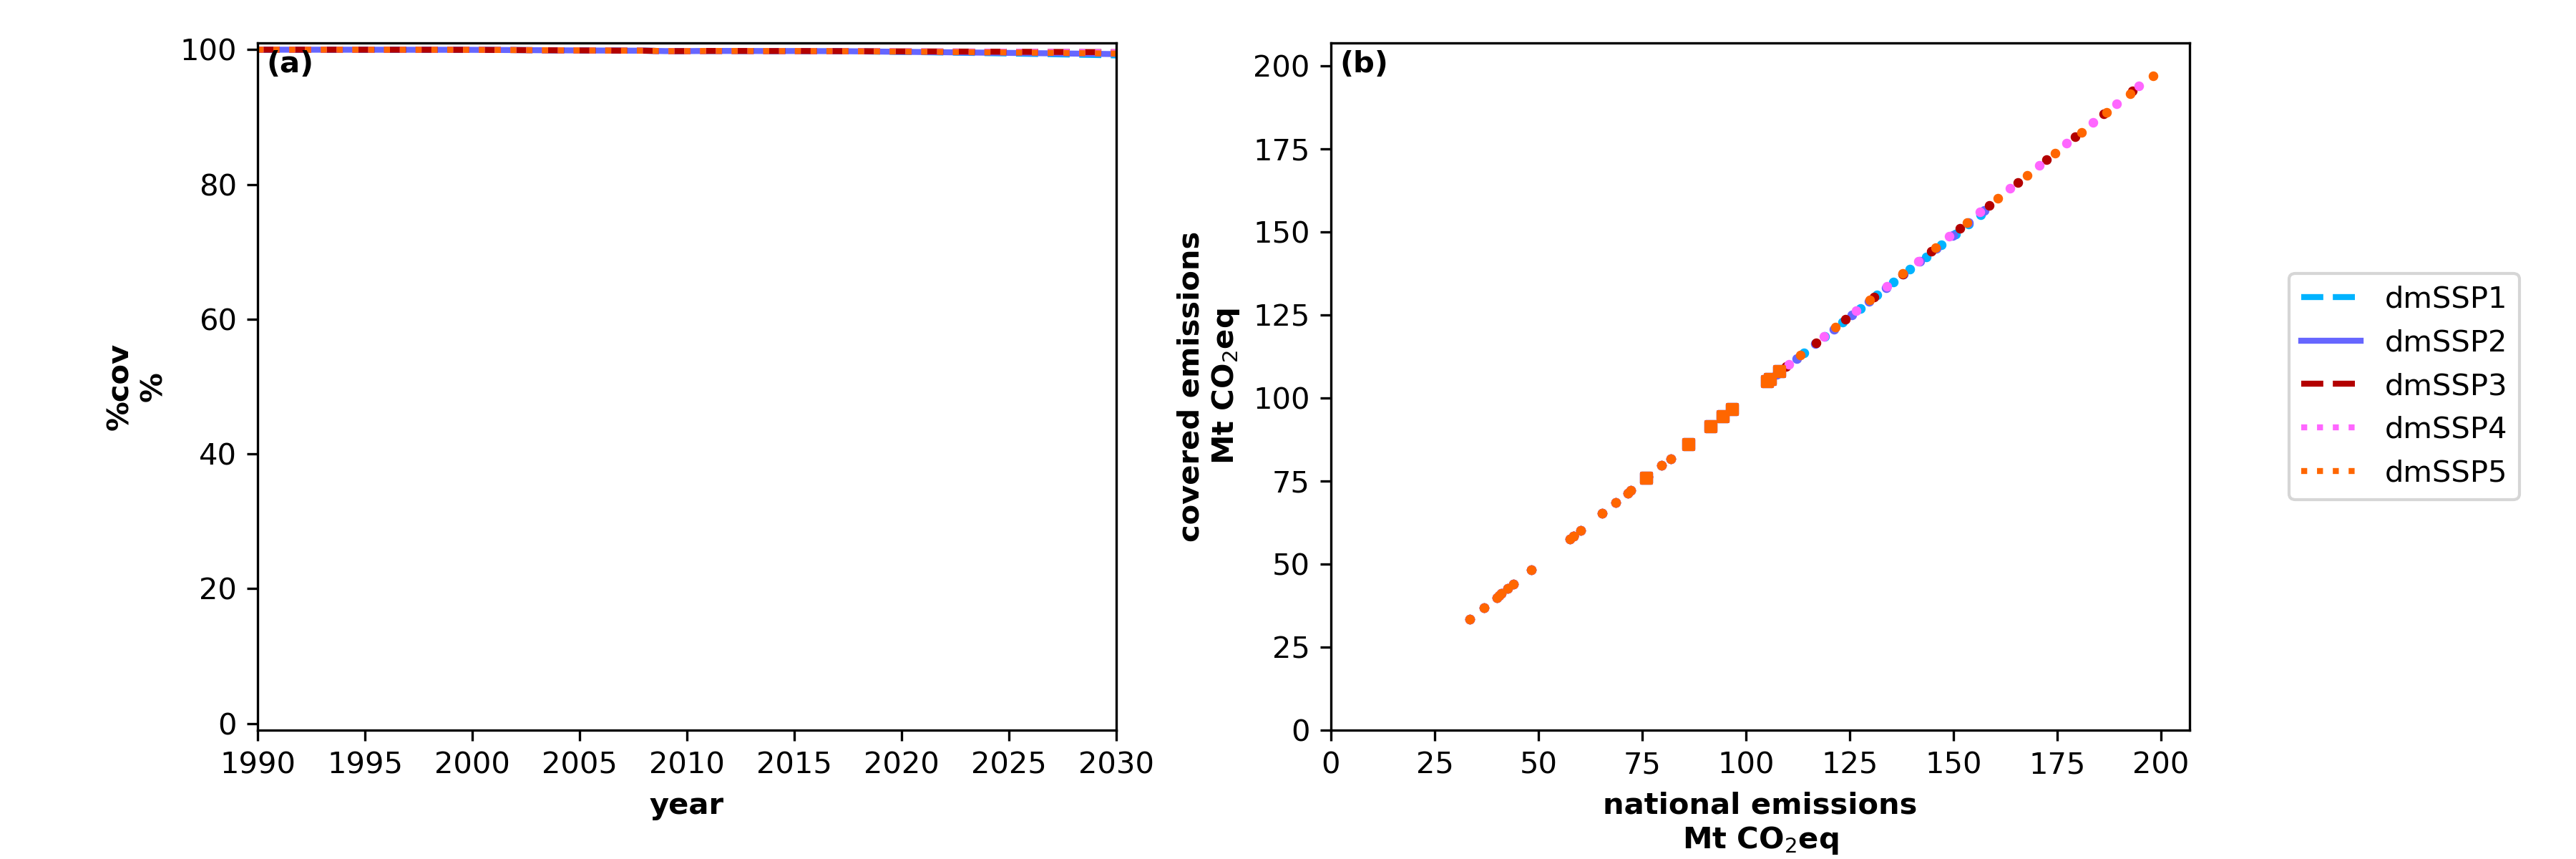 (a)
100
80
60
40
20
0
%cov
%
1990 1995 2000 2005 2010 2015 2020 2025 2030
year
(b)
200
175
150
125
100
75
50
25
0
covered emissions
Mt CO₂eq
0 25 50 75 100 125 150 175 200
national emissions
Mt CO₂eq
dmSSP1
dmSSP2
dmSSP3
dmSSP4
dmSSP5